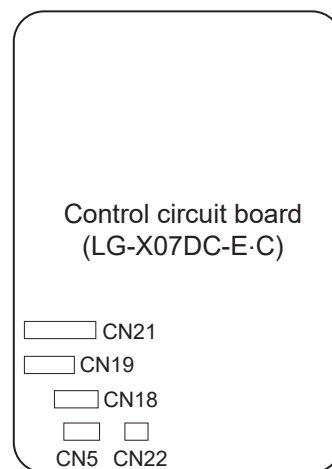 Control circuit board
(LG-X07DC-E·C)
CN21
CN19
CN18
CN5 CN22